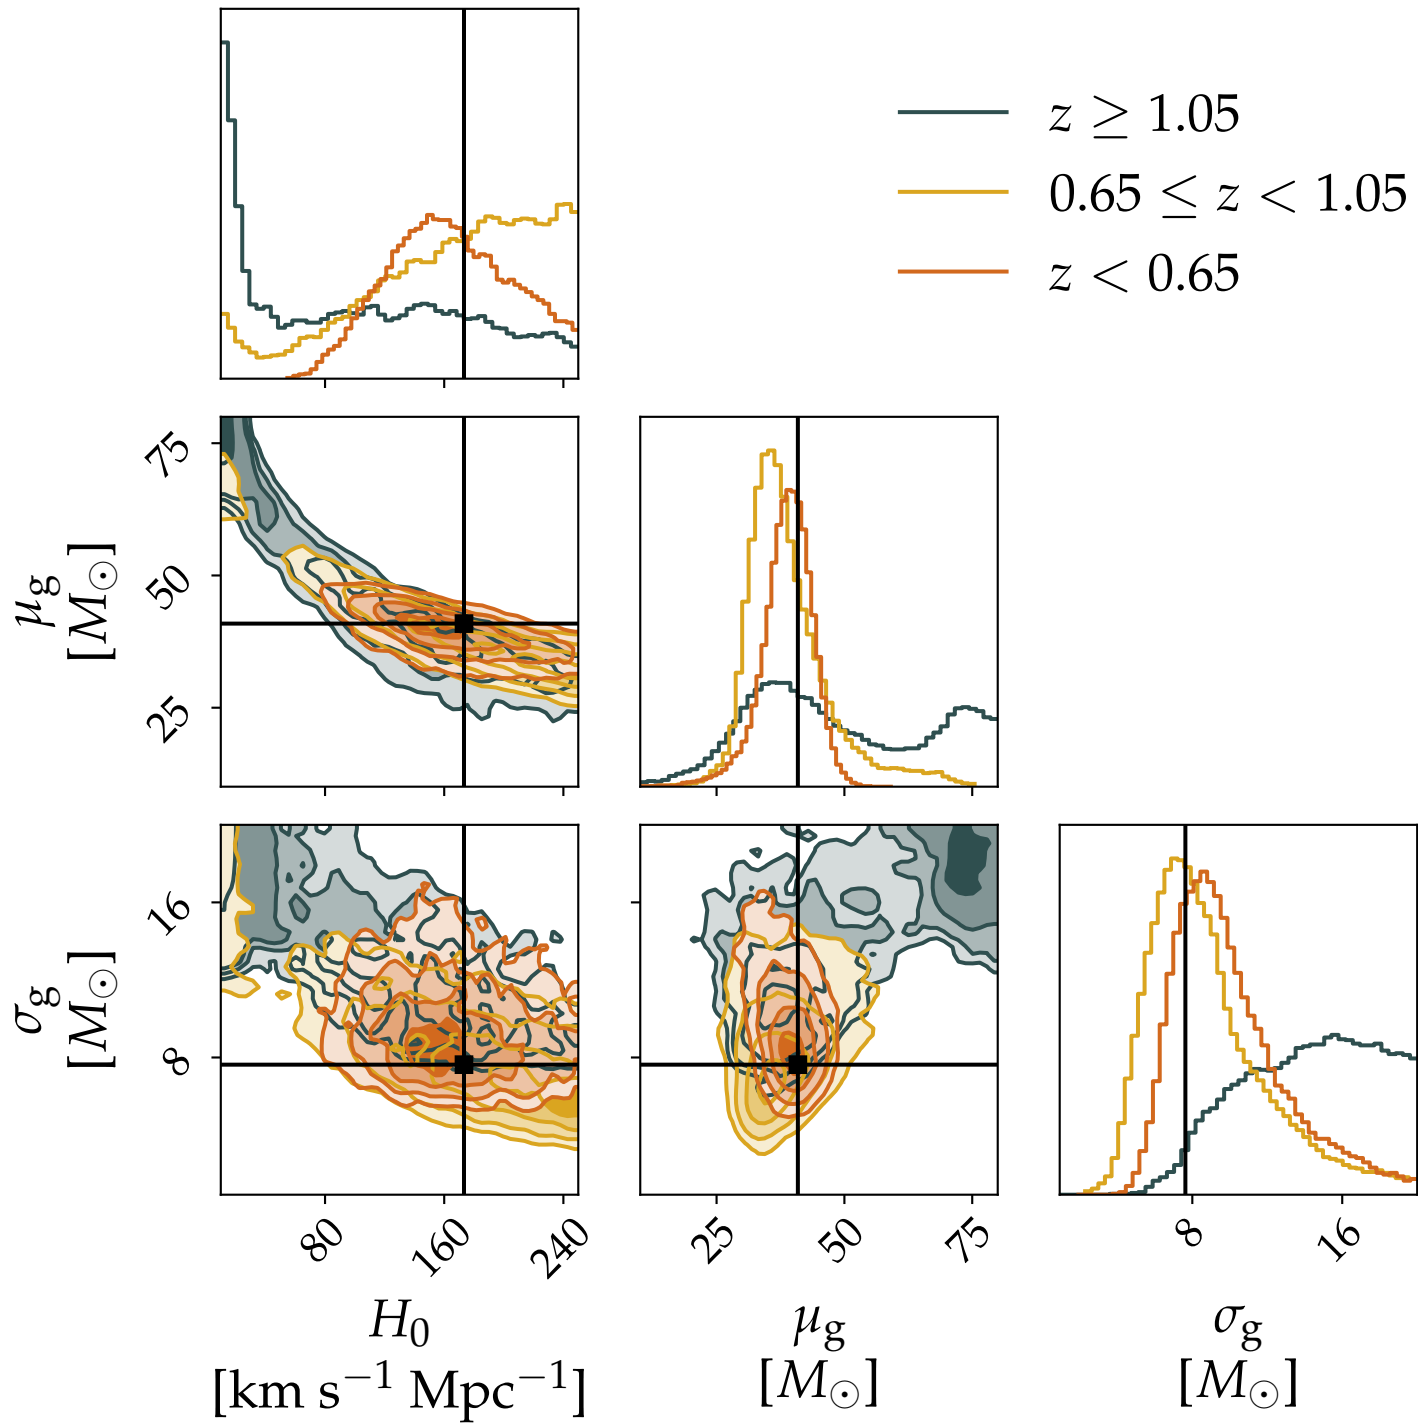 z ≥ 1.05
0.65 ≤ z < 1.05
z < 0.65
75
50
25
μg
[M⊙]
16
8
σg
[M⊙]
80 160 240
25 50 75
8 16
H₀
[km s⁻¹ Mpc⁻¹]
μg
[M⊙]
σg
[M⊙]